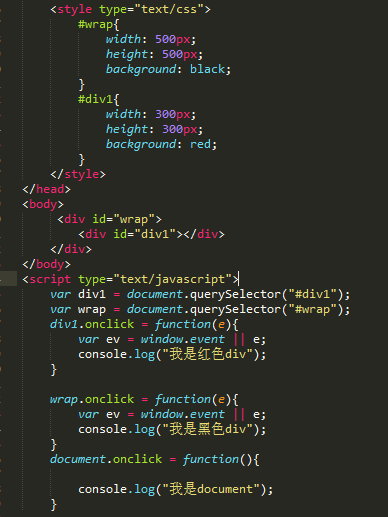 <style type="text/css">
#wrap{
width: 500px;
height: 500px;
background: black;
}
#div1{
width: 300px;
height: 300px;
background: red;
}
</style>
</head>
<body>
<div id="wrap">
<div id="div1"></div>
</div>
</body>
<script type="text/javascript">
var div1 = document.querySelector("#div1");
var wrap = document.querySelector("#wrap");
div1.onclick = function(e){
var ev = window.event || e;
console.log("我是红色div");
}
wrap.onclick = function(e){
var ev = window.event || e;
console.log("我是黑色div");
}
document.onclick = function(){
console.log("我是document");
}